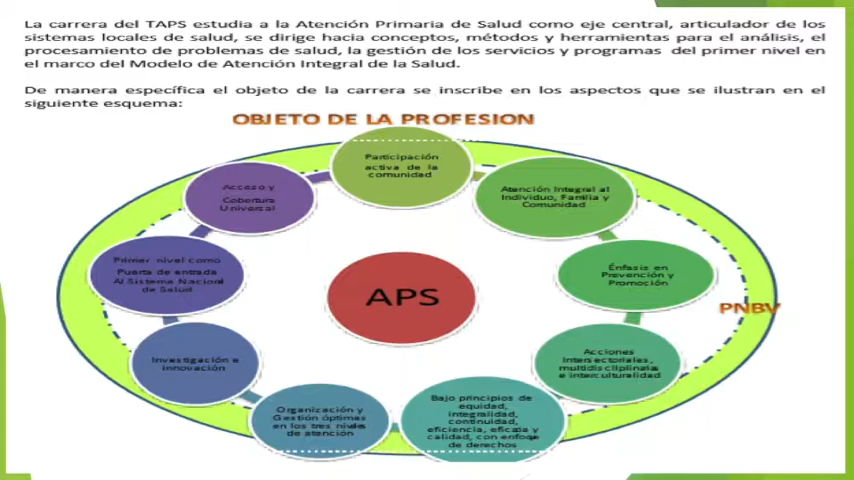 La carrera del TAPS estudia a la Atención Primaria de Salud como eje central, articulador de los
sistemas locales de salud, se dirige hacia conceptos, métodos y herramientas para el análisis, el
procesamiento de problemas de salud, la gestión de los servicios y programas del primer nivel en
el marco del Modelo de Atención Integral de la Salud.
De manera específica el objeto de la carrera se inscribe en los aspectos que se ilustran en el
siguiente esquema:
OBJETO DE LA PROFESION
Participación
activa de la
comunidad
Atención Integral al
Individuo, Familia y
Comunidad
Énfasis en
Prevención y
Promoción
Acciones
Intersectoriales,
multidisciplinarias
e interculturalidad
Bajo principios de
equidad,
integralidad,
continuidad,
eficiencia, eficazia y
calidad, con enfoque
de derechos
Organización y
Gestión óptimas
en los tres niveles
de atención
Investigación e
innovación
Primer nivel como
Puerta de entrada
Al Sistema Nacional
de Salud
Acceso y
Cobertura
Universal
APS
PNBV